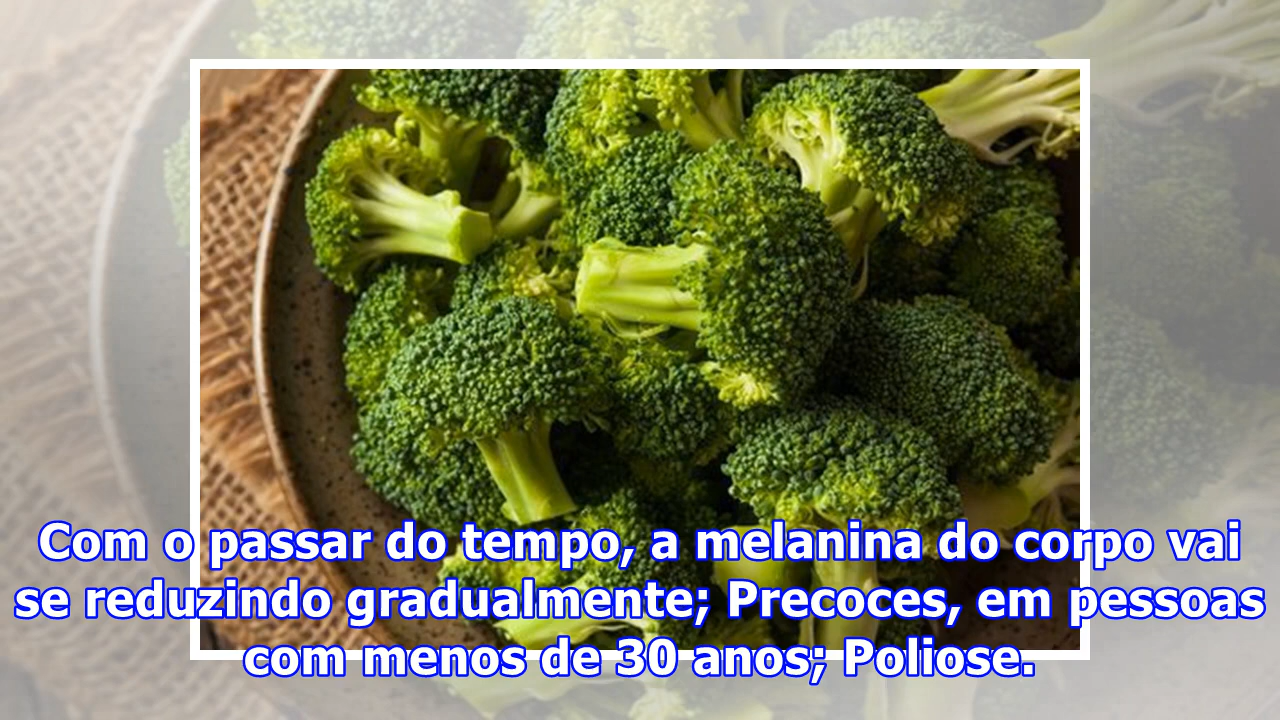 Com o passar do tempo, a melanina do corpo vai
se reduzindo gradualmente; Precoces, em pessoas
com menos de 30 anos; Poliose.